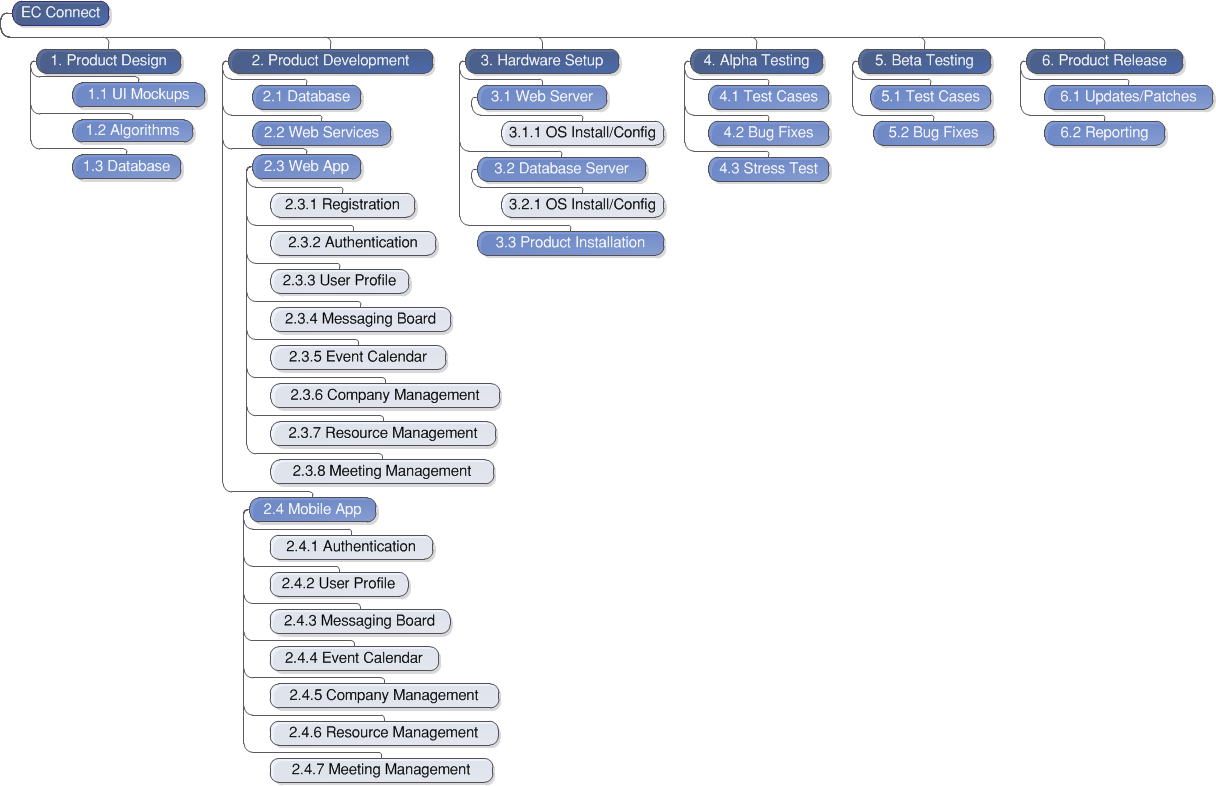 EC Connect
1. Product Design
1.1 UI Mockups
1.2 Algorithms
1.3 Database
2. Product Development
2.1 Database
2.2 Web Services
2.3 Web App
2.3.1 Registration
2.3.2 Authentication
2.3.3 User Profile
2.3.4 Messaging Board
2.3.5 Event Calendar
2.3.6 Company Management
2.3.7 Resource Management
2.3.8 Meeting Management
2.4 Mobile App
2.4.1 Authentication
2.4.2 User Profile
2.4.3 Messaging Board
2.4.4 Event Calendar
2.4.5 Company Management
2.4.6 Resource Management
2.4.7 Meeting Management
3. Hardware Setup
3.1 Web Server
3.1.1 OS Install/Config
3.2 Database Server
3.2.1 OS Install/Config
3.3 Product Installation
4. Alpha Testing
4.1 Test Cases
4.2 Bug Fixes
4.3 Stress Test
5. Beta Testing
5.1 Test Cases
5.2 Bug Fixes
6. Product Release
6.1 Updates/Patches
6.2 Reporting